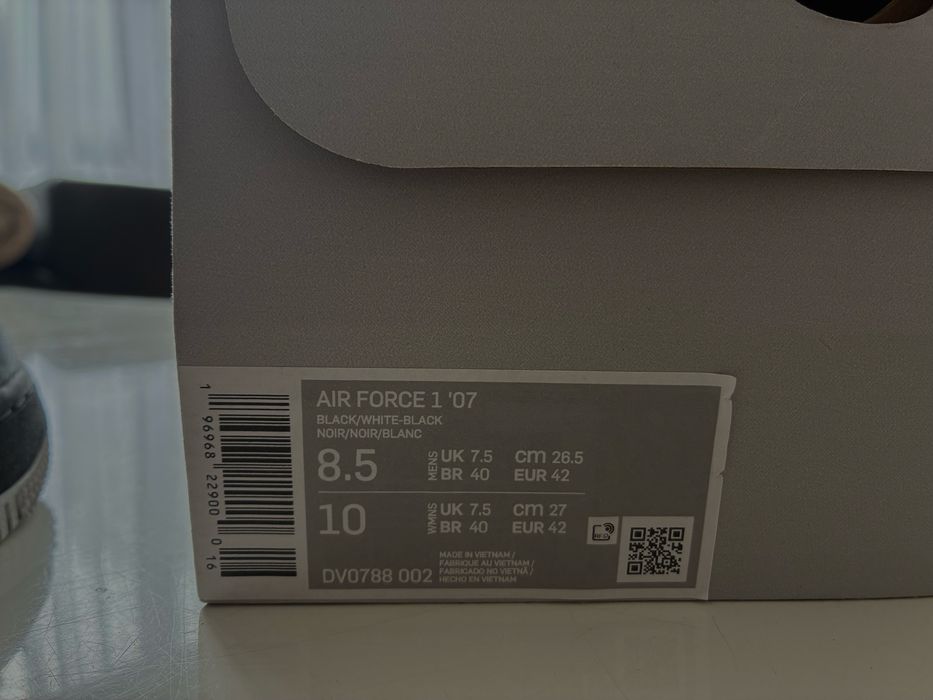 1
96968
22900
0
16
AIR FORCE 1 '07
BLACK/WHITE-BLACK
NOIR/NOIR/BLANC
8.5 MENS UK 7.5 cm 26.5
BR 40 EUR 42
10 WMNS UK 7.5 cm 27
BR 40 EUR 42
RFID
DV0788 002
MADE IN VIETNAM /
FABRIQUE AU VIETNAM /
FABRICADO NO VIETNÃ /
HECHO EN VIETNAM